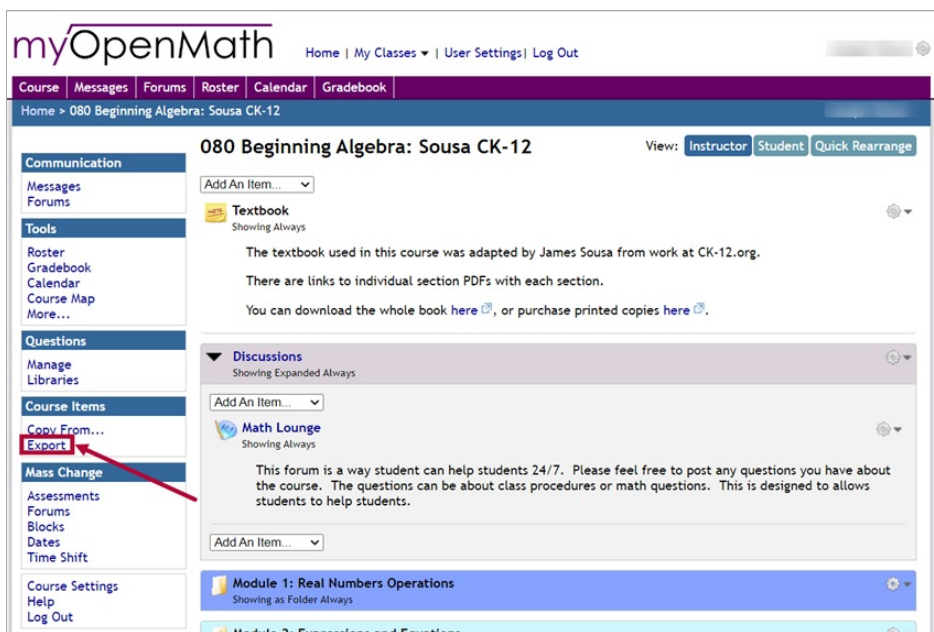 myOpenMath
Home | My Classes ▾ | User Settings| Log Out
Course Messages Forums Roster Calendar Gradebook
Home > 080 Beginning Algebra: Sousa CK-12
Communication
Messages
Forums
Tools
Roster
Gradebook
Calendar
Course Map
More...
Questions
Manage
Libraries
Course Items
Copy From...
Export
Mass Change
Assessments
Forums
Blocks
Dates
Time Shift
Course Settings
Help
Log Out
080 Beginning Algebra: Sousa CK-12
View: Instructor Student Quick Rearrange
Add An Item...
NOTE
Textbook
Showing Always
The textbook used in this course was adapted by James Sousa from work at CK-12.org.
There are links to individual section PDFs with each section.
You can download the whole book here, or purchase printed copies here.
Discussions
Showing Expanded Always
Add An Item...
Math Lounge
Showing Always
This forum is a way student can help students 24/7. Please feel free to post any questions you have about
the course. The questions can be about class procedures or math questions. This is designed to allows
students to help students.
Add An Item...
Module 1: Real Numbers Operations
Showing as Folder Always
Module 2: Expressions and Equations